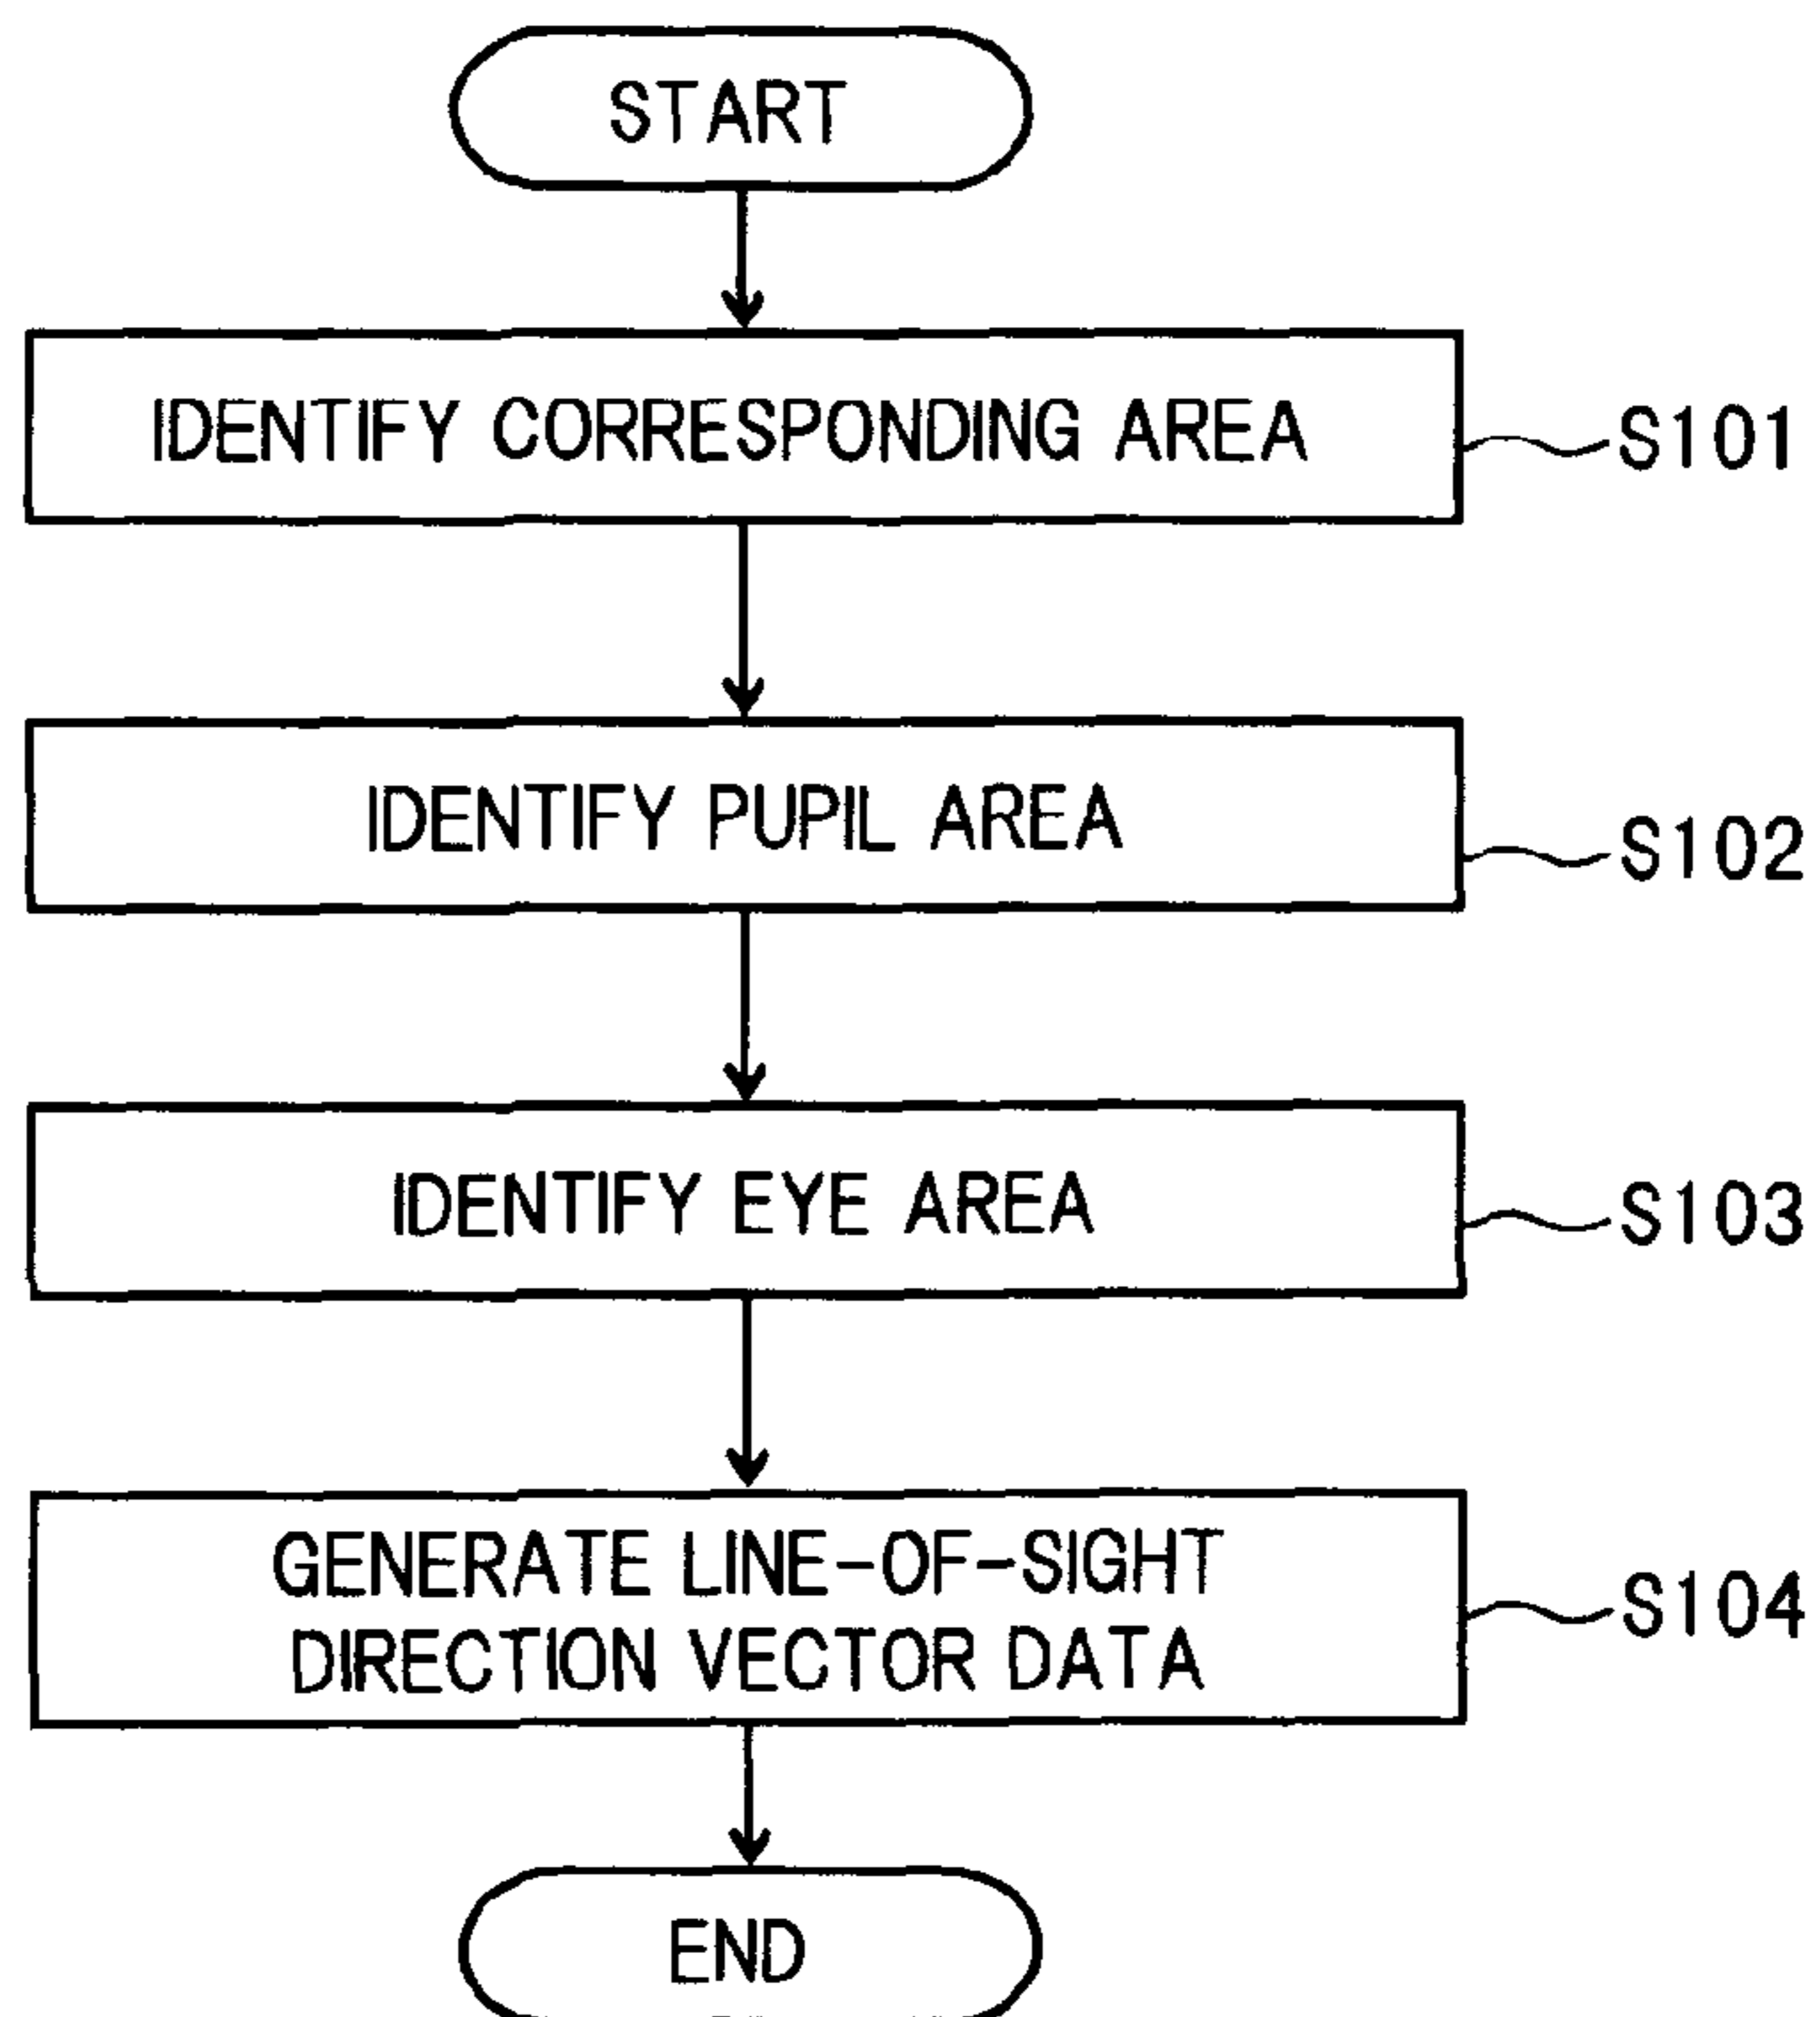 START
IDENTIFY CORRESPONDING AREA
S101
IDENTIFY PUPIL AREA
S102
IDENTIFY EYE AREA
S103
GENERATE LINE-OF-SIGHT
DIRECTION VECTOR DATA
S104
END